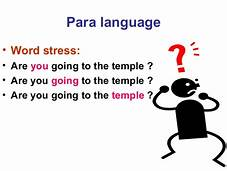 Para language
• Word stress:
• Are you going to the temple ?
• Are you going to the temple ?
• Are you going to the temple ?
?